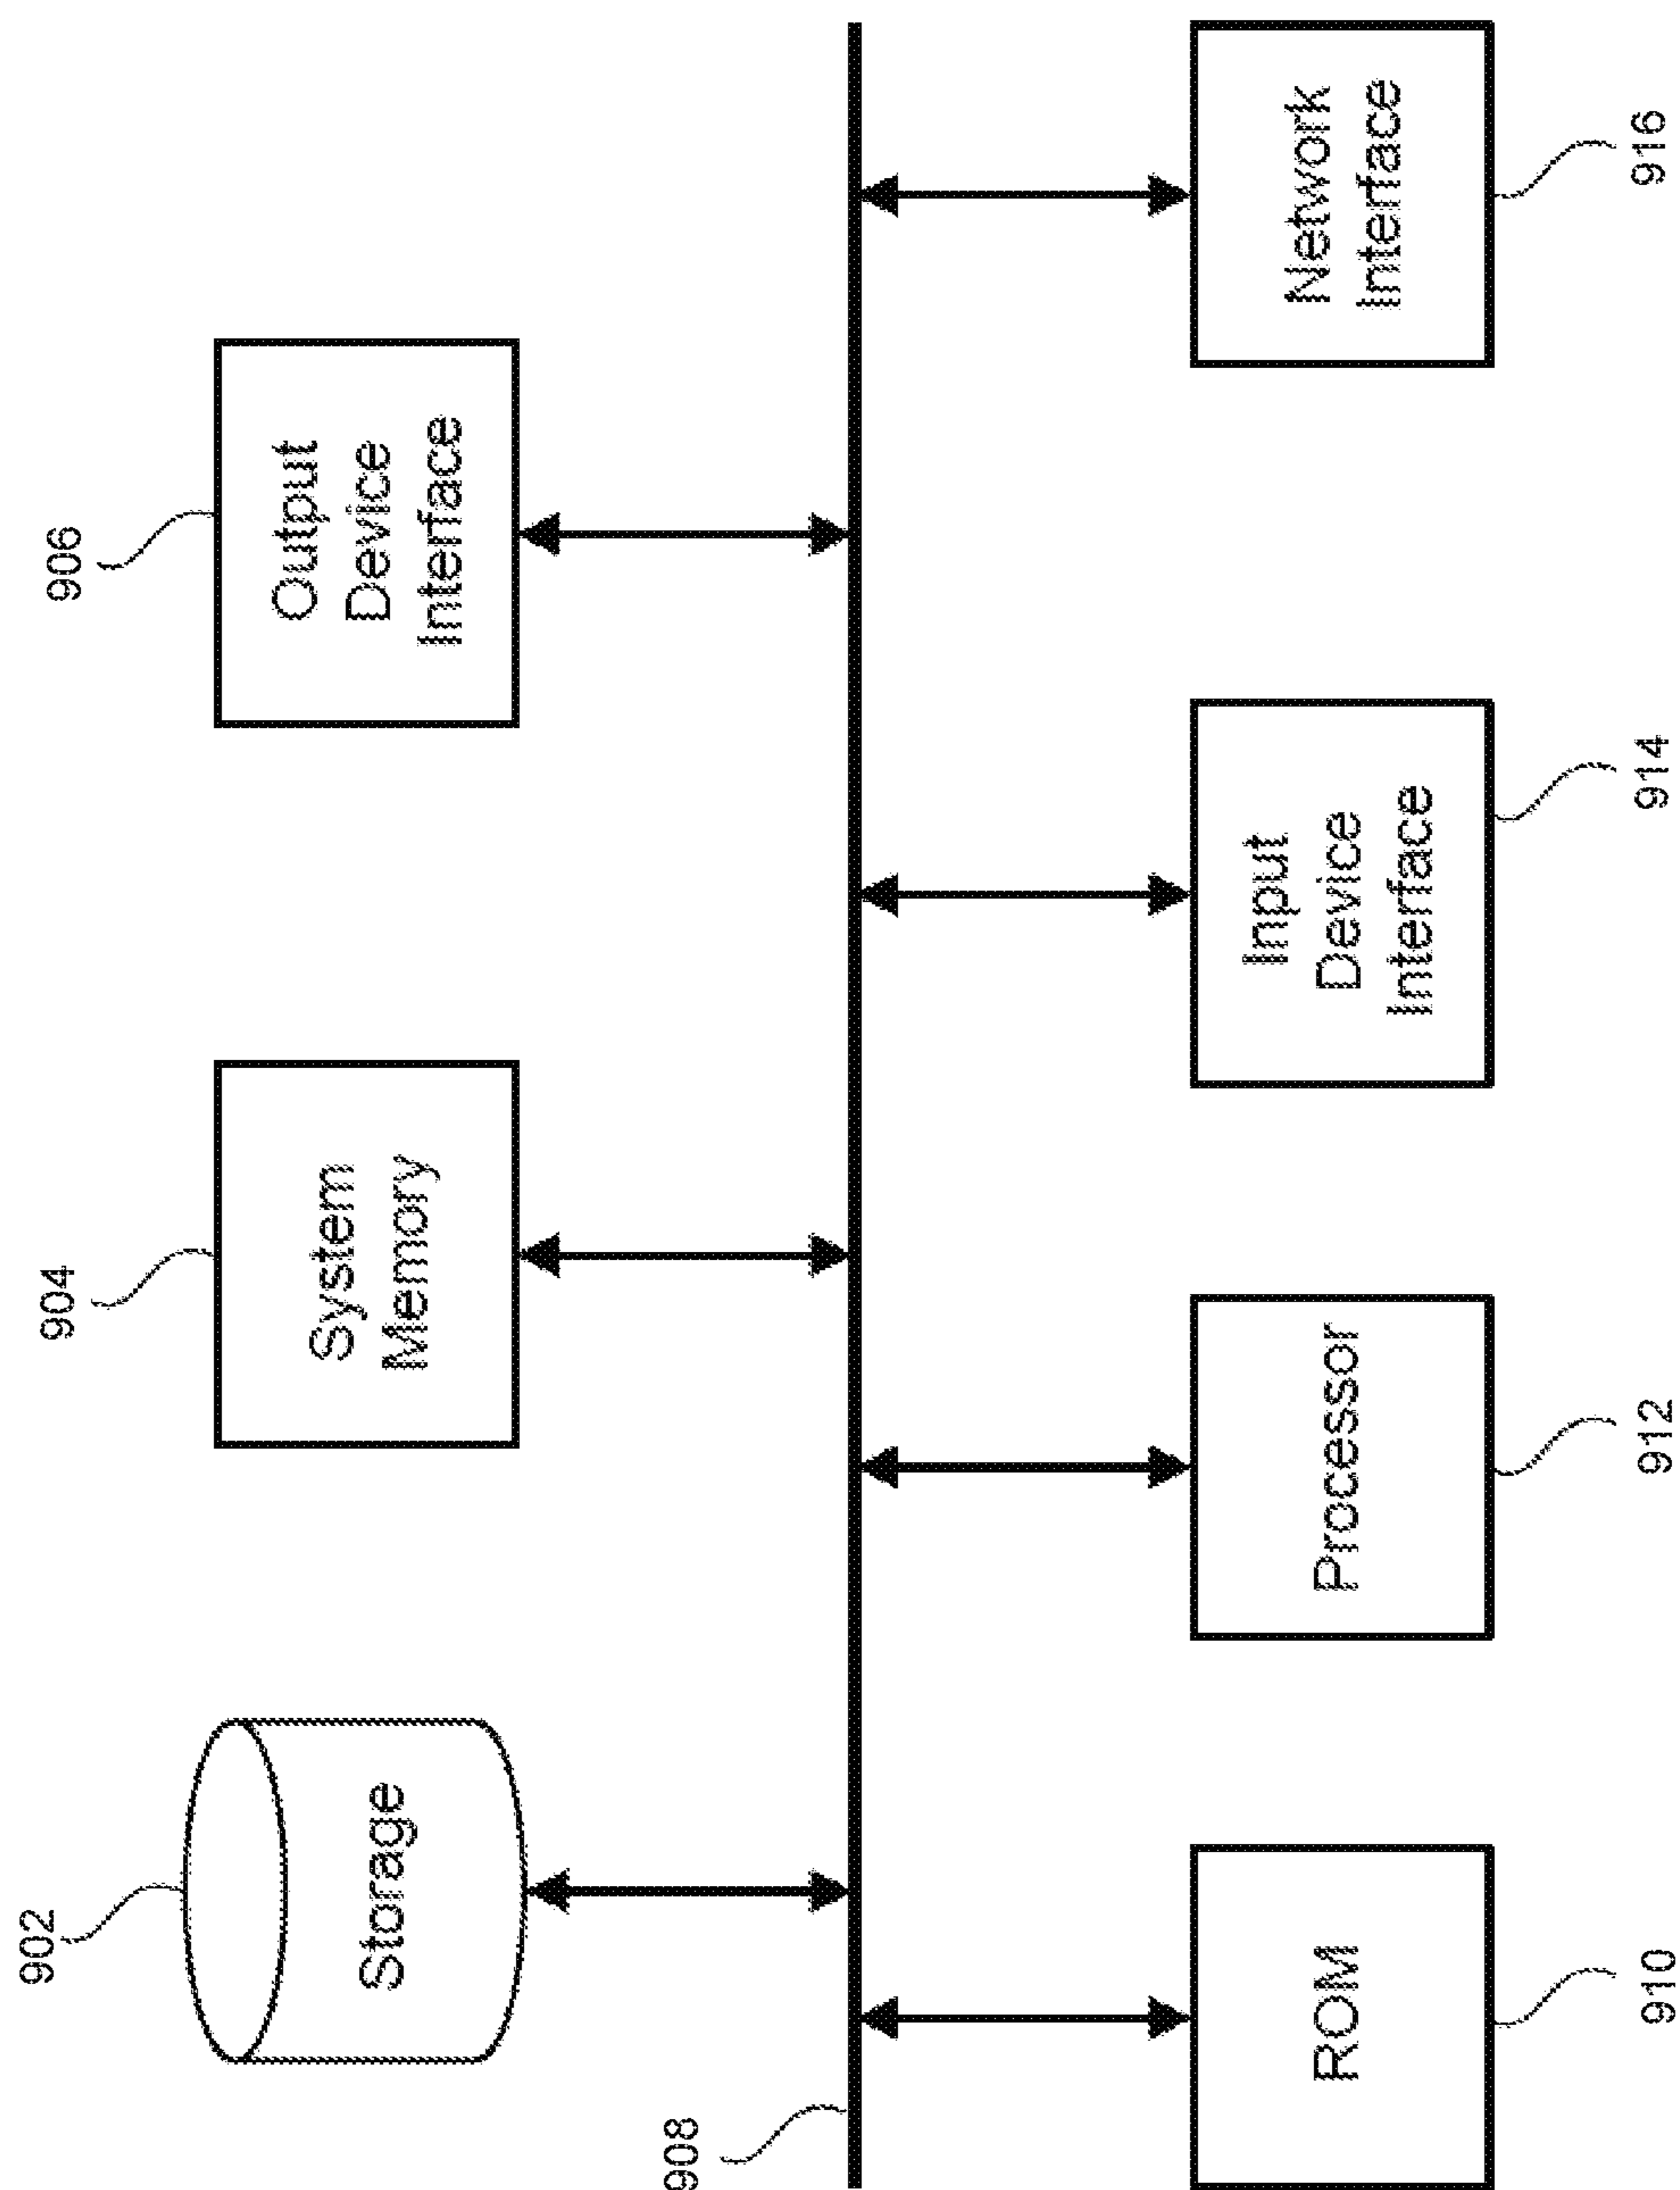 902
904
906
Storage
System
Memory
Output
Device
Interface
908
ROM
Processor
Input
Device
Interface
Network
Interface
910
912
914
916